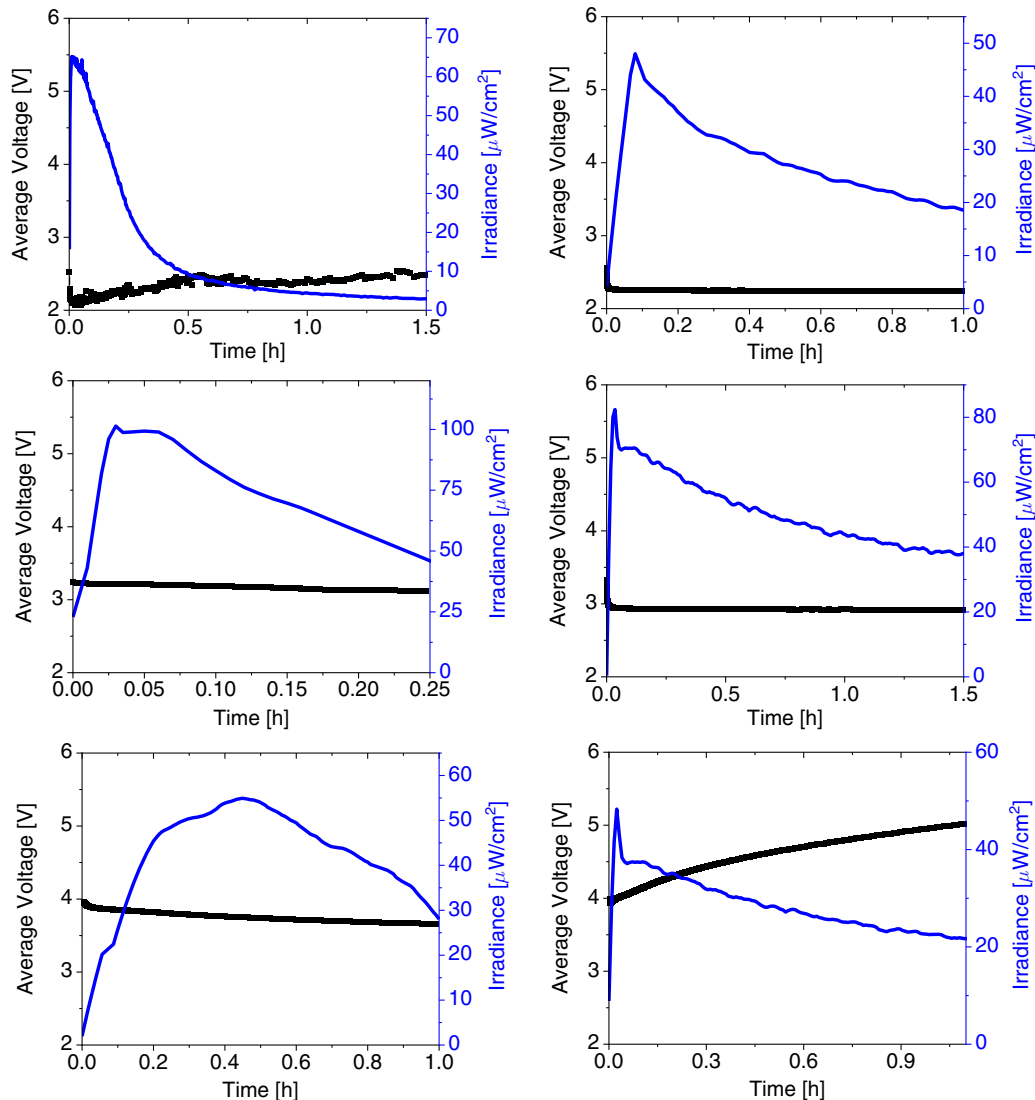 6
5
4
3
2
Average Voltage [V]
70
60
50
40
30
20
10
0
Irradiance [μW/cm²]
0.0 0.5 1.0 1.5
Time [h]
6
5
4
3
2
Average Voltage [V]
50
40
30
20
10
0
Irradiance [μW/cm²]
0.0 0.2 0.4 0.6 0.8 1.0
Time [h]
6
5
4
3
2
Average Voltage [V]
100
75
50
25
0
Irradiance [μW/cm²]
0.00 0.05 0.10 0.15 0.20 0.25
Time [h]
6
5
4
3
2
Average Voltage [V]
80
60
40
20
0
Irradiance [μW/cm²]
0.0 0.5 1.0 1.5
Time [h]
6
5
4
3
2
Average Voltage [V]
60
50
40
30
20
10
0
Irradiance [μW/cm²]
0.0 0.2 0.4 0.6 0.8 1.0
Time [h]
6
5
4
3
2
Average Voltage [V]
60
40
20
0
Irradiance [μW/cm²]
0.0 0.3 0.6 0.9
Time [h]